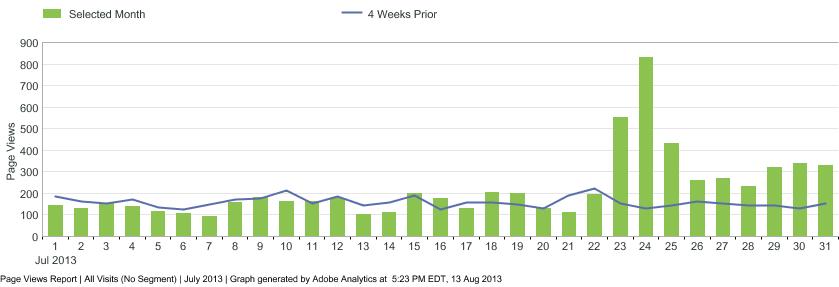 Selected Month 4 Weeks Prior
900
800
700
600
500
400
300
200
100
0
Page Views
1 2 3 4 5 6 7 8 9 10 11 12 13 14 15 16 17 18 19 20 21 22 23 24 25 26 27 28 29 30 31
Jul 2013
Page Views Report | All Visits (No Segment) | July 2013 | Graph generated by Adobe Analytics at 5:23 PM EDT, 13 Aug 2013